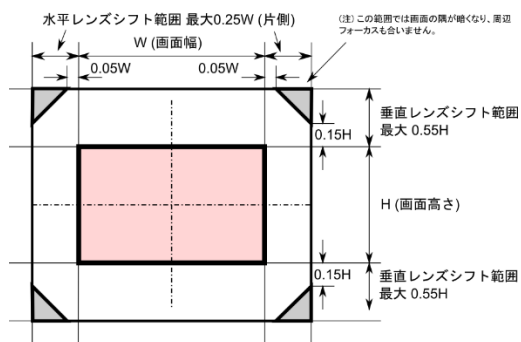 水平レンズシフト範囲 最大0.25W (片側)
(注) この範囲では画面の隅が暗くなり、周辺
フォーカスも合いません。
W (画面幅)
0.05W
0.05W
垂直レンズシフト範囲
最大 0.55H
0.15H
H (画面高さ)
0.15H
垂直レンズシフト範囲
最大 0.55H